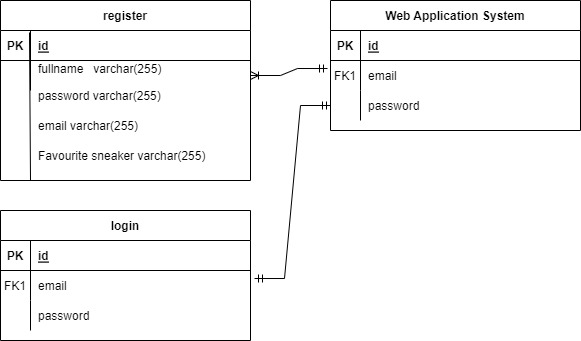 register
PK id
fullname varchar(255)
password varchar(255)
email varchar(255)
Favourite sneaker varchar(255)
Web Application System
PK id
FK1 email
password
login
PK id
FK1 email
password